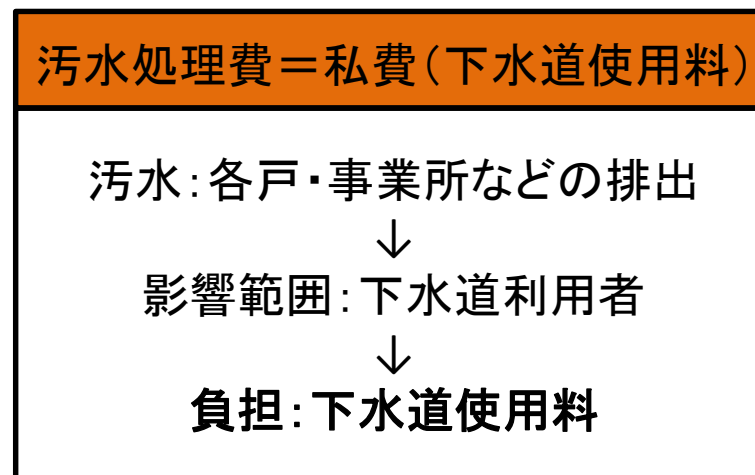 汚水処理費＝私費（下水道使用料）
汚水：各戸・事業所などの排出
↓
影響範囲：下水道利用者
↓
負担：下水道使用料